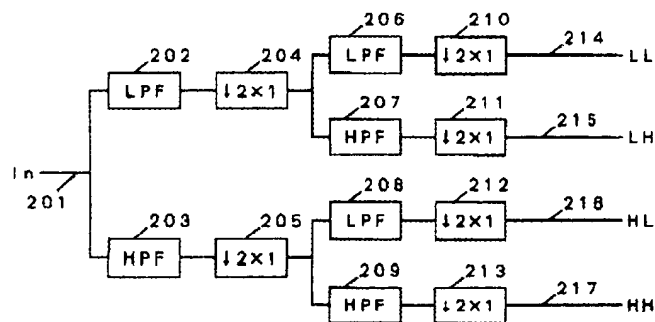 206 210 214
202 204 LPF ↓2×1 LL
LPF ↓2×1 207 211 215
HPF ↓2×1 LH
In
201 208 212 218
203 205 LPF ↓2×1 HL
HPF ↓2×1 209 213 217
HPF ↓2×1 HH